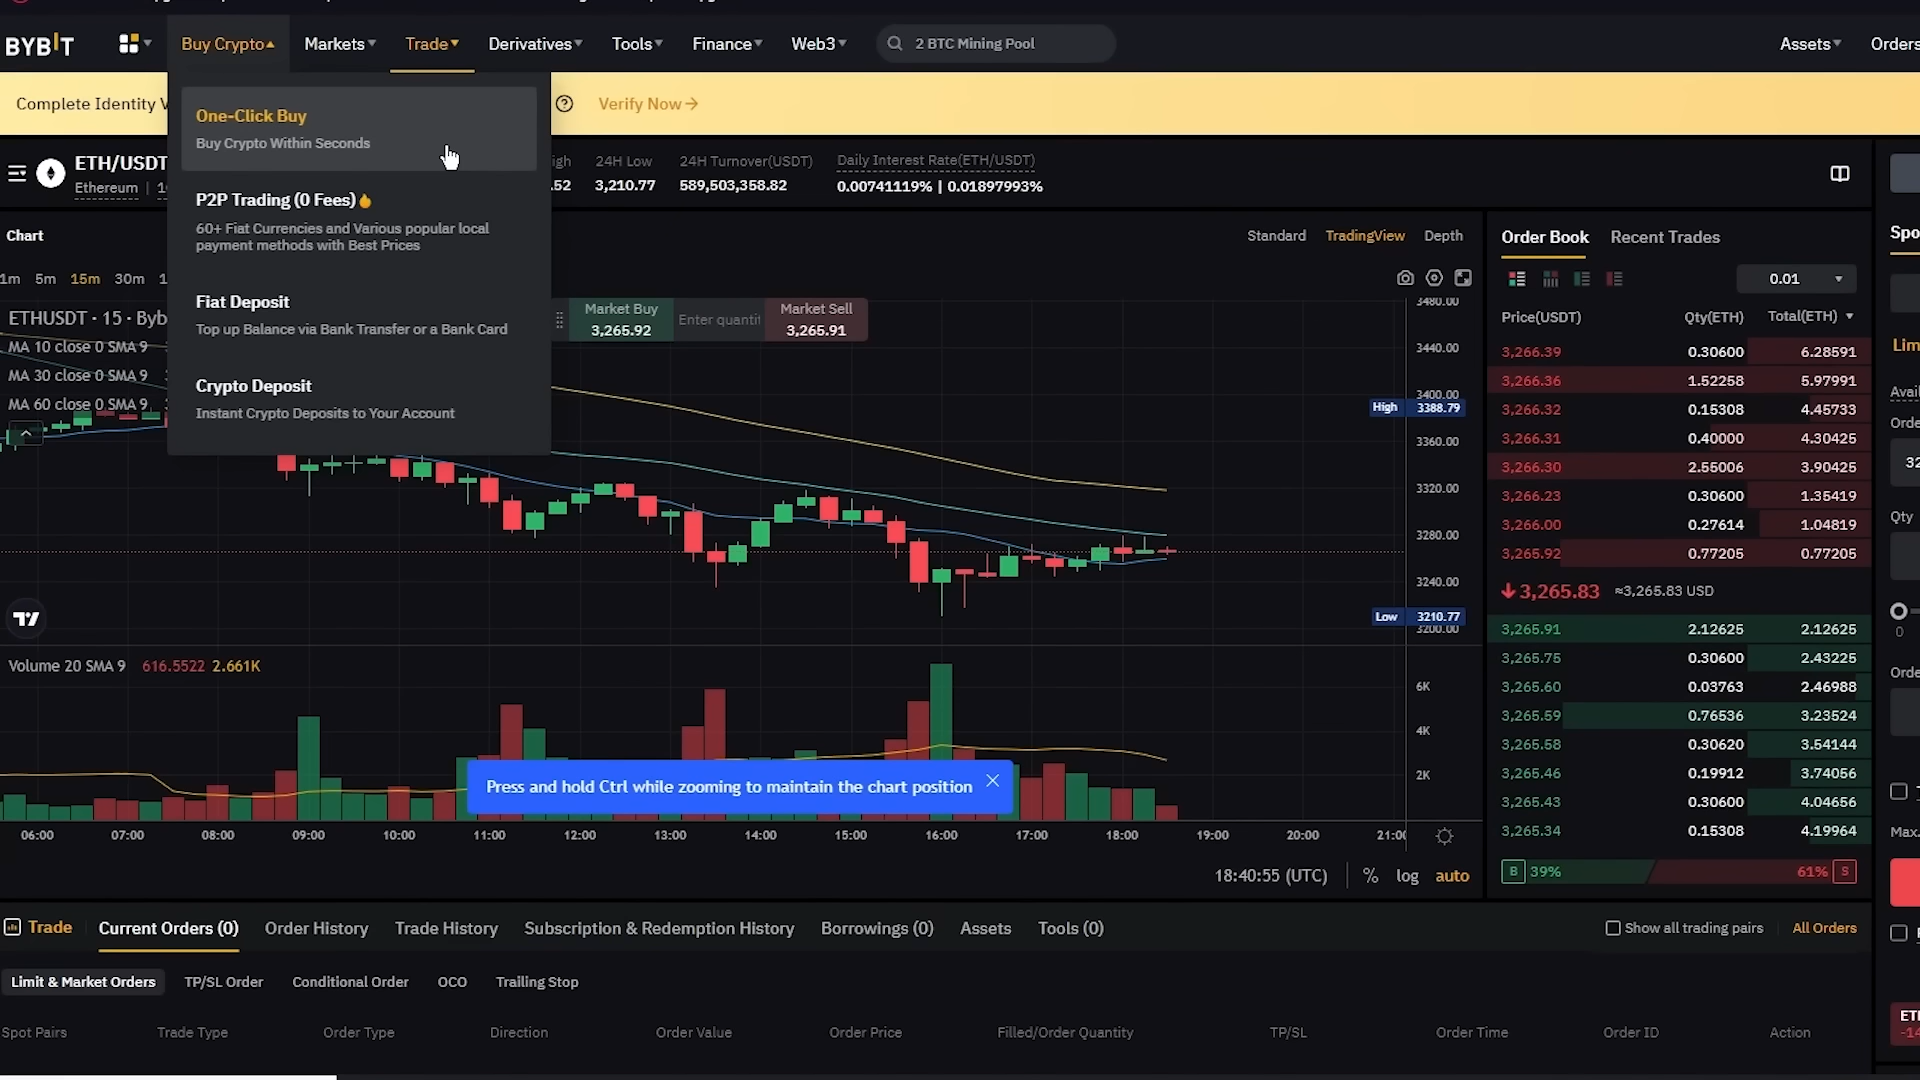 BYBIT
Buy Crypto
Markets
Trade
Derivatives
Tools
Finance
Web3
2 BTC Mining Pool
Assets
Orders
Complete Identity V
Verify Now
One-Click Buy
Buy Crypto Within Seconds
P2P Trading (0 Fees)
60+ Fiat Currencies and Various popular local
payment methods with Best Prices
Fiat Deposit
Top up Balance via Bank Transfer or a Bank Card
Crypto Deposit
Instant Crypto Deposits to Your Account
ETH/USDT
Ethereum
igh
.52
24H Low
3,210.77
24H Turnover(USDT)
589,503,358.82
Daily Interest Rate(ETH/USDT)
0.00741119% | 0.01897993%
Chart
Standard
TradingView
Depth
1m 5m 15m 30m
ETHUSDT · 15 · Byb
MA 10 close 0 SMA 9
MA 30 close 0 SMA 9
MA 60 close 0 SMA 9
Market Buy
3,265.92
Enter quantit
Market Sell
3,265.91
3480.00
3440.00
3400.00
High 3388.79
3360.00
3320.00
3280.00
3240.00
Low 3210.77
3200.00
Volume 20 SMA 9 616.5522 2.661K
6K
4K
2K
Press and hold Ctrl while zooming to maintain the chart position
06:00 07:00 08:00 09:00 10:00 11:00 12:00 13:00 14:00 15:00 16:00 17:00 18:00 19:00 20:00 21:00
18:40:55 (UTC)
% log auto
Order Book
Recent Trades
0.01
Price(USDT) Qty(ETH) Total(ETH)
3,266.39 0.30600 6.28591
3,266.36 1.52258 5.97991
3,266.32 0.15308 4.45733
3,266.31 0.40000 4.30425
3,266.30 2.55006 3.90425
3,266.23 0.30600 1.35419
3,266.00 0.27614 1.04819
3,265.92 0.77205 0.77205
3,265.83 ≈3,265.83 USD
3,265.91 2.12625 2.12625
3,265.75 0.30600 2.43225
3,265.60 0.03763 2.46988
3,265.59 0.76536 3.23524
3,265.58 0.30620 3.54144
3,265.46 0.19912 3.74056
3,265.43 0.30600 4.04656
3,265.34 0.15308 4.19964
B 39% 61% S
Spo
Lim
Avail
Orde
32
Qty
0
Orde
Max.
ETH
-14
Trade
Current Orders (0)
Order History
Trade History
Subscription & Redemption History
Borrowings (0)
Assets
Tools (0)
Show all trading pairs
All Orders
Limit & Market Orders
TP/SL Order
Conditional Order
OCO
Trailing Stop
Spot Pairs
Trade Type
Order Type
Direction
Order Value
Order Price
Filled/Order Quantity
TP/SL
Order Time
Order ID
Action